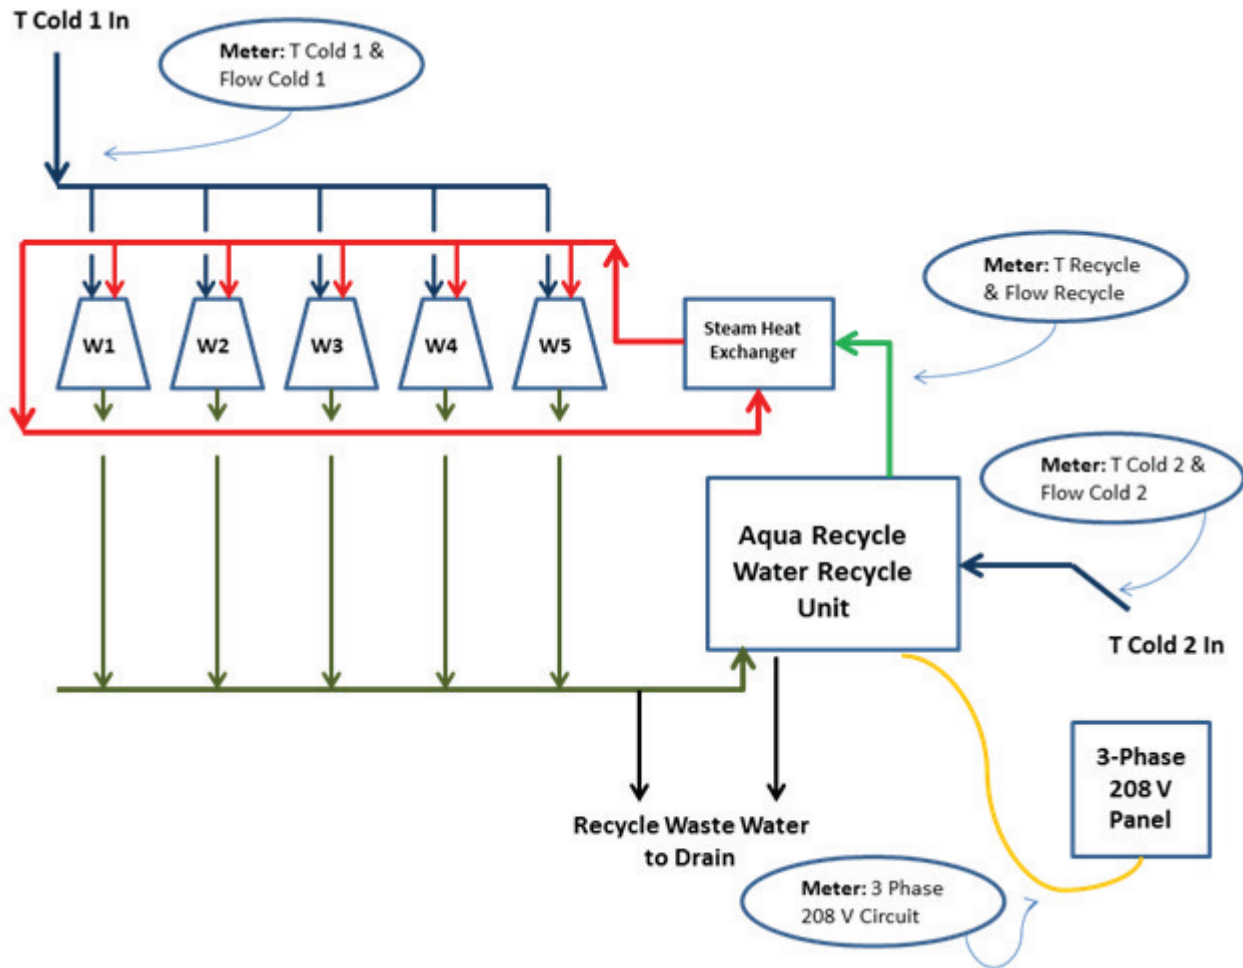 T Cold 1 In
Meter: T Cold 1 &
Flow Cold 1
Meter: T Recycle
& Flow Recycle
W1
W2
W3
W4
W5
Steam Heat
Exchanger
Meter: T Cold 2 &
Flow Cold 2
Aqua Recycle
Water Recycle
Unit
T Cold 2 In
3-Phase
208 V
Panel
Recycle Waste Water
to Drain
Meter: 3 Phase
208 V Circuit